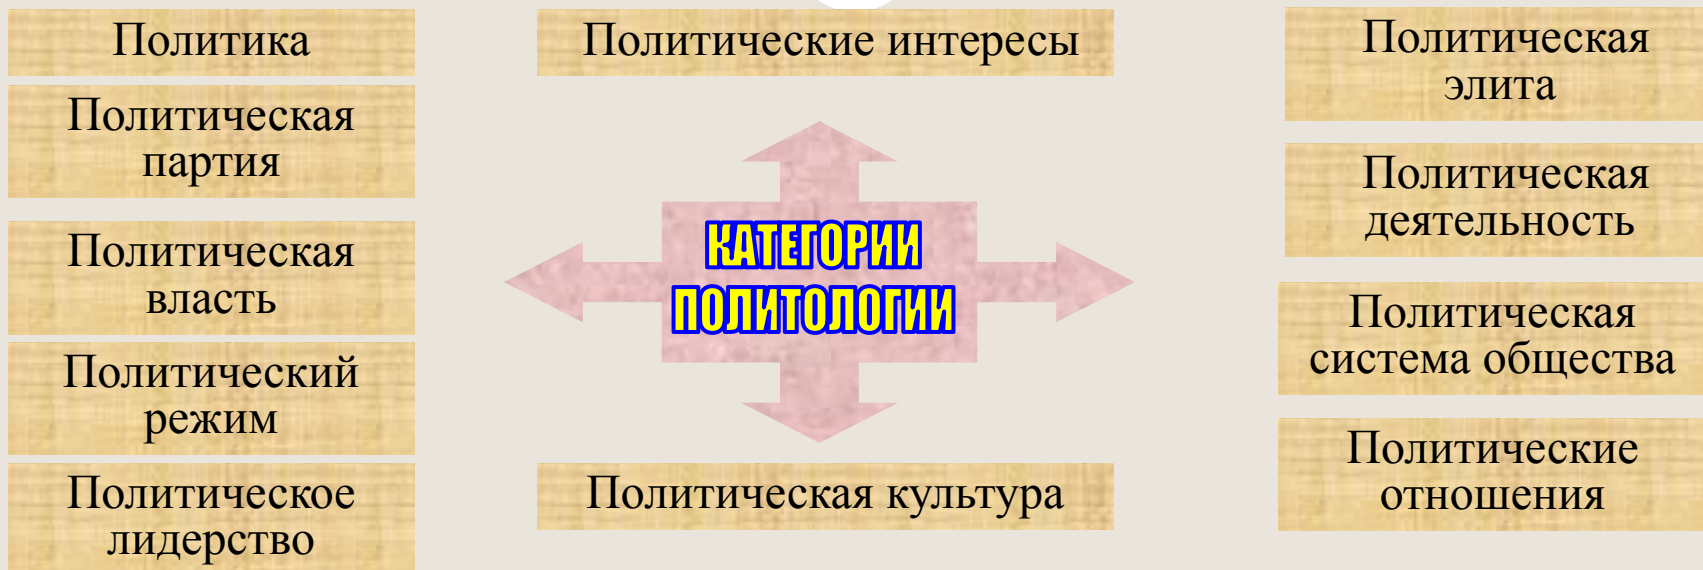 Политика
Политическая
партия
Политическая
власть
Политический
режим
Политическое
лидерство
Политические интересы
КАТЕГОРИИ
ПОЛИТОЛОГИИ
Политическая культура
Политическая
элита
Политическая
деятельность
Политическая
система общества
Политические
отношения